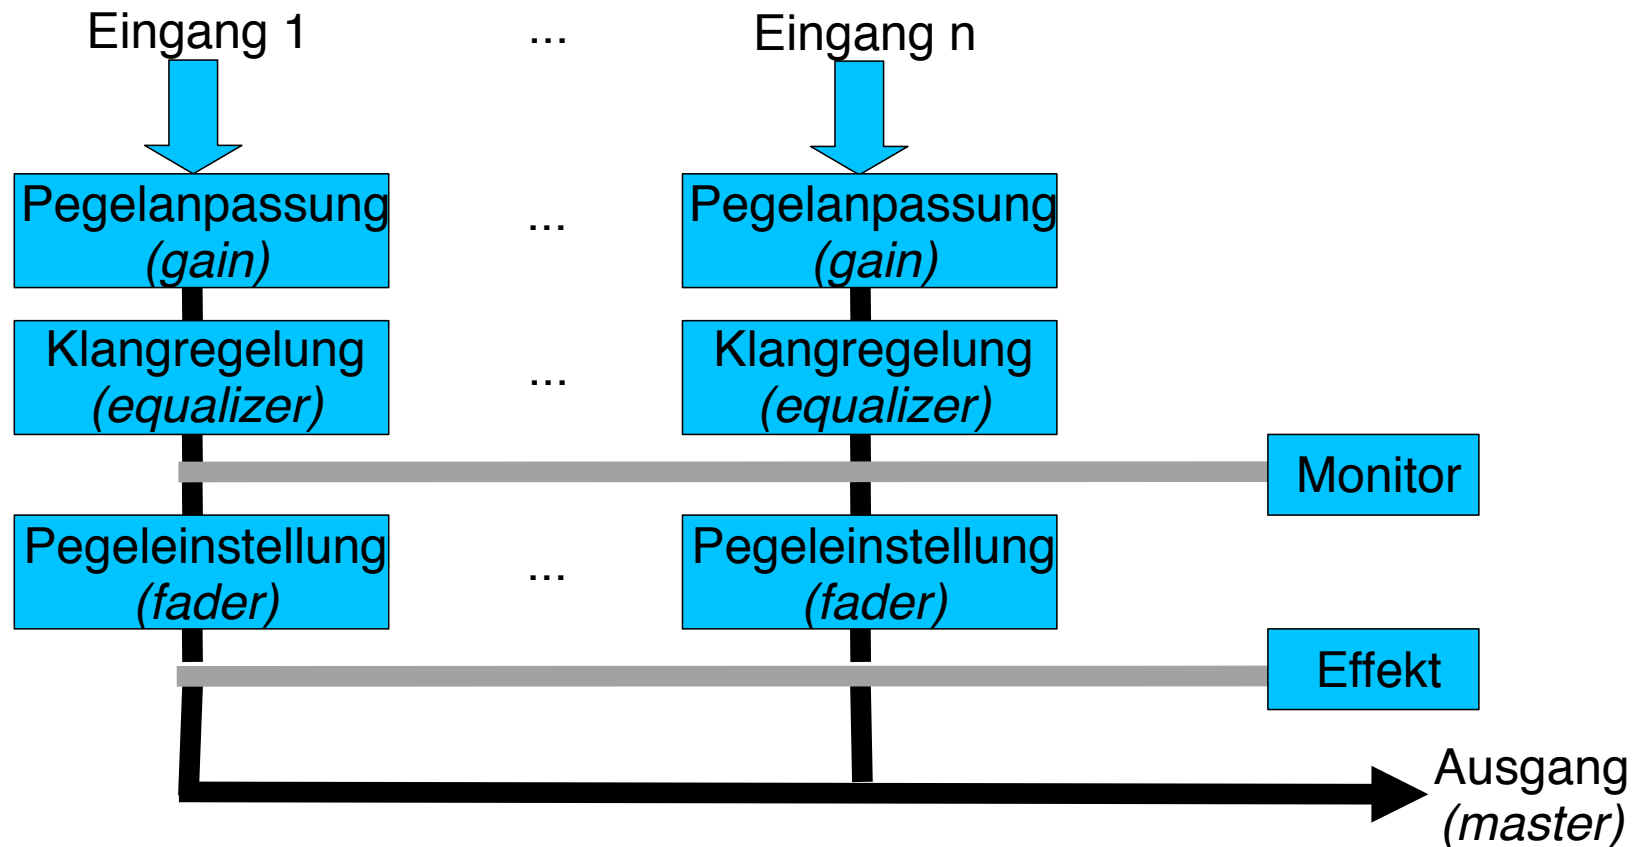 Eingang 1 ... Eingang n
Pegelanpassung ... Pegelanpassung
(gain) (gain)
Klangregelung ... Klangregelung
(equalizer) (equalizer)
Monitor
Pegeleinstellung ... Pegeleinstellung
(fader) (fader)
Effekt
Ausgang
(master)